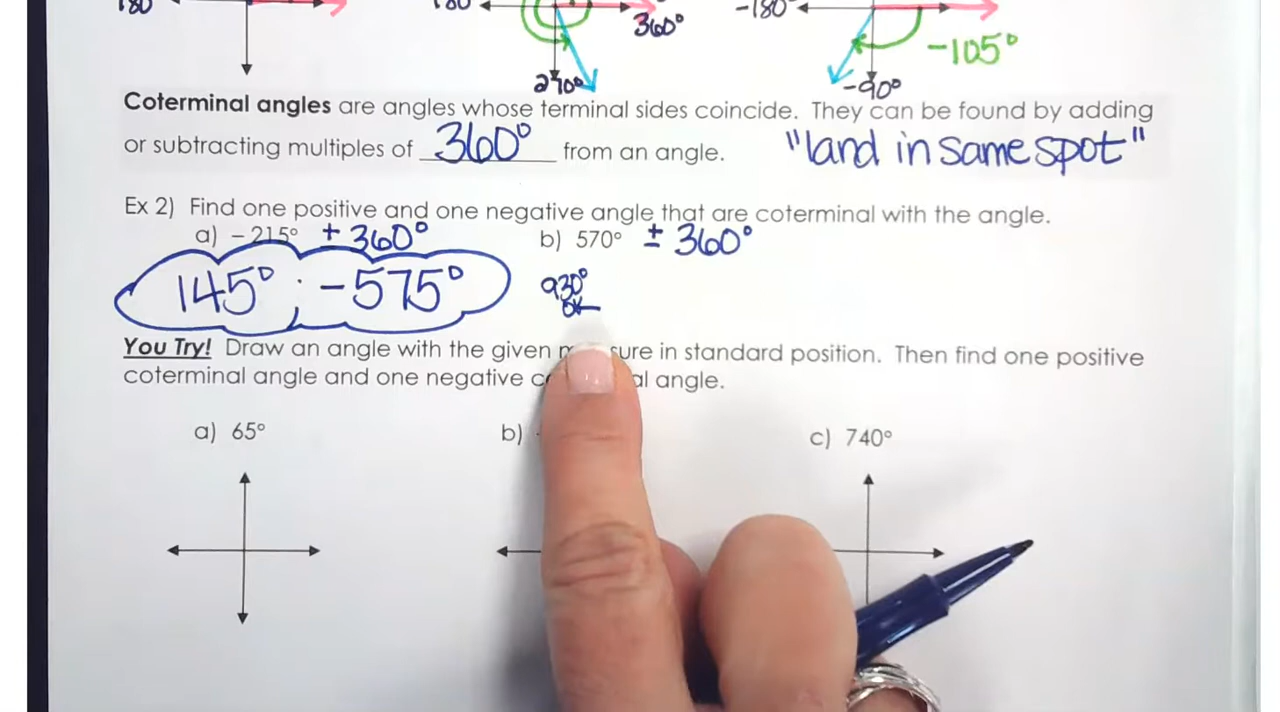 180
180
360°
-180°
-105°
270°
-90°
Coterminal angles are angles whose terminal sides coincide. They can be found by adding
or subtracting multiples of 360° from an angle. "land in same spot"
Ex 2) Find one positive and one negative angle that are coterminal with the angle.
a) -215° ± 360° b) 570° ± 360°
145° ; -575° 930°
OK
You Try! Draw an angle with the given measure in standard position. Then find one positive
coterminal angle and one negative al angle.
a) 65° b) c) 740°